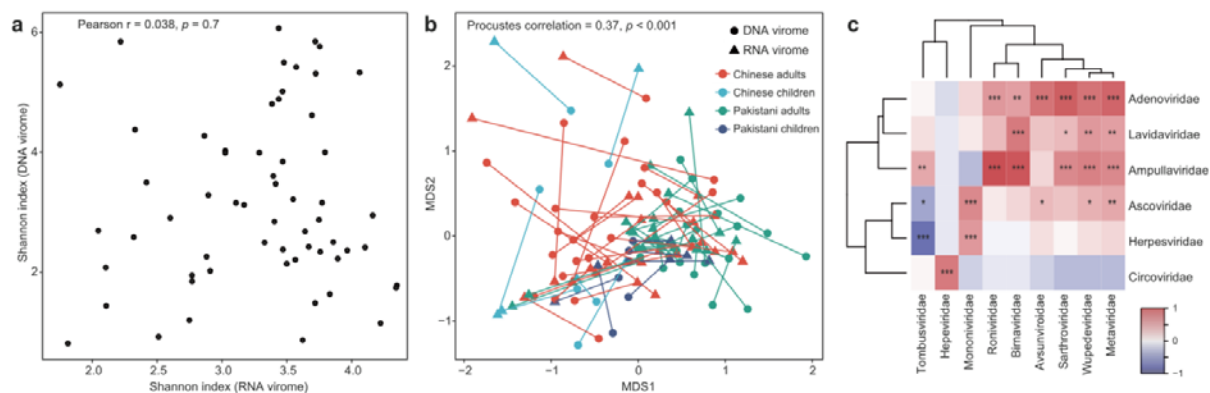 a
Pearson r = 0.038, p = 0.7
Shannon index (DNA virome)
6
4
2
2.0
2.5
3.0
3.5
4.0
Shannon index (RNA virome)
b
Procustes correlation = 0.37, p < 0.001
DNA virome
RNA virome
Chinese adults
Chinese children
Pakistani adults
Pakistani children
MDS2
2
1
0
−1
−2
−1
0
1
2
MDS1
c
*** ** *** *** *** *** Adenoviridae
*** * ** ** Lavidaviridae
** *** *** *** *** *** Ampullaviridae
* *** * * ** Ascoviridae
*** *** Herpesviridae
*** Circoviridae
Tombusviridae
Hepeviridae
Mononiviridae
Roniviridae
Birnaviridae
Avsunviroidae
Sarthroviridae
Wupedeviridae
Metaviridae
1
0
−1